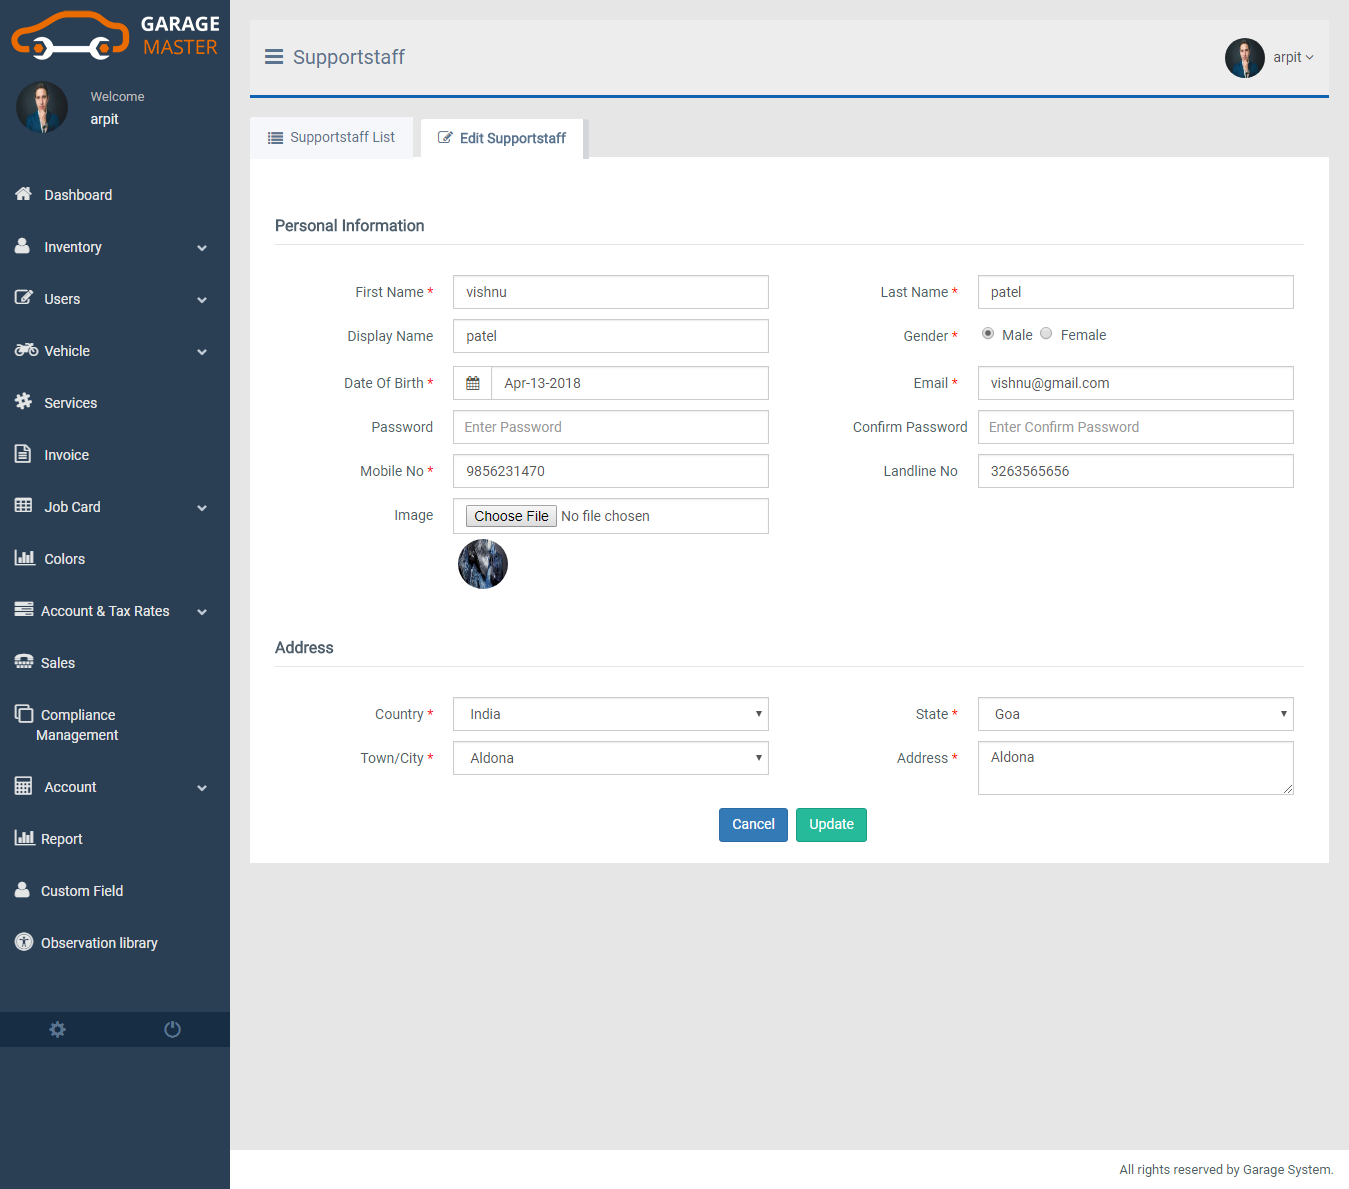 GARAGE
MASTER
Welcome
arpit
Dashboard
Inventory
Users
Vehicle
Services
Invoice
Job Card
Colors
Account & Tax Rates
Sales
Compliance
Management
Account
Report
Custom Field
Observation library
Supportstaff
arpit
Supportstaff List
Edit Supportstaff
Personal Information
First Name * vishnu
Last Name * patel
Display Name patel
Gender * Male Female
Date Of Birth * Apr-13-2018
Email * vishnu@gmail.com
Password Enter Password
Confirm Password Enter Confirm Password
Mobile No * 9856231470
Landline No 3263565656
Image Choose File No file chosen
Address
Country * India
State * Goa
Town/City * Aldona
Address * Aldona
Cancel Update
All rights reserved by Garage System.